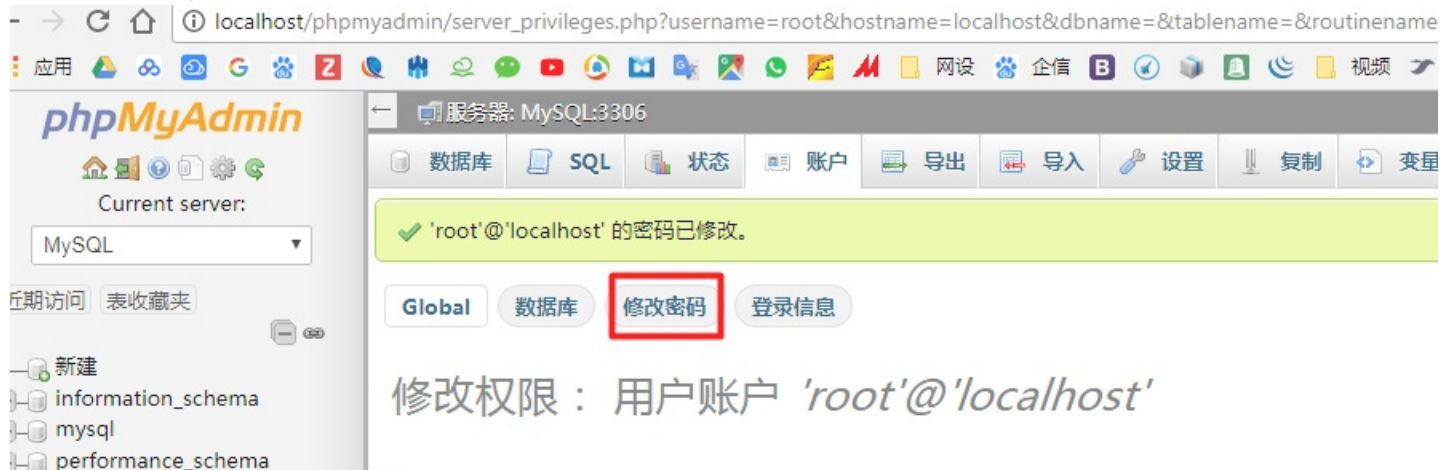 localhost/phpmyadmin/server_privileges.php?username=root&hostname=localhost&dbname=&tablename=&routinename
应用 网设 企信 视频
phpMyAdmin
服务器: MySQL:3306
数据库 SQL 状态 账户 导出 导入 设置 复制 变量
Current server:
MySQL
'root'@'localhost' 的密码已修改。
近期访问 表收藏夹
Global 数据库 修改密码 登录信息
新建
information_schema
mysql
performance_schema
修改权限： 用户账户 'root'@'localhost'